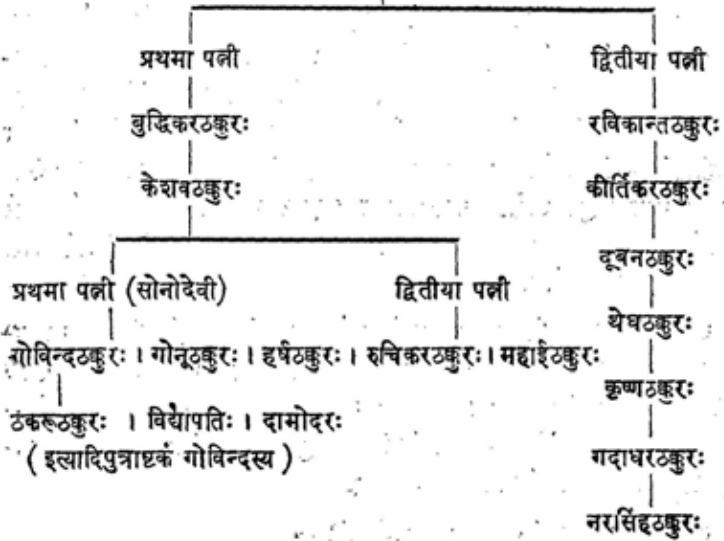 प्रथमा पत्नी द्वितीया पत्नी
बुद्धिकरठक्कुरः रविकान्तठक्कुरः
केशवठक्कुरः कीर्तिकरठक्कुरः
दूबनठक्कुरः
प्रथमा पत्नी (सोनोदेवी) द्वितीया पत्नी
येघठक्कुरः
गोविन्दठक्कुरः । गोनूठक्कुरः । हर्षठक्कुरः । रुचिकरठक्कुरः । महाईठक्कुरः
कृष्णठक्कुरः
ठकरूठक्कुरः । विद्यापतिः । दामोदरः
( इत्यादिपुत्राष्टकं गोविन्दस्य ) गदाधरठक्कुरः
नरसिंहठक्कुरः